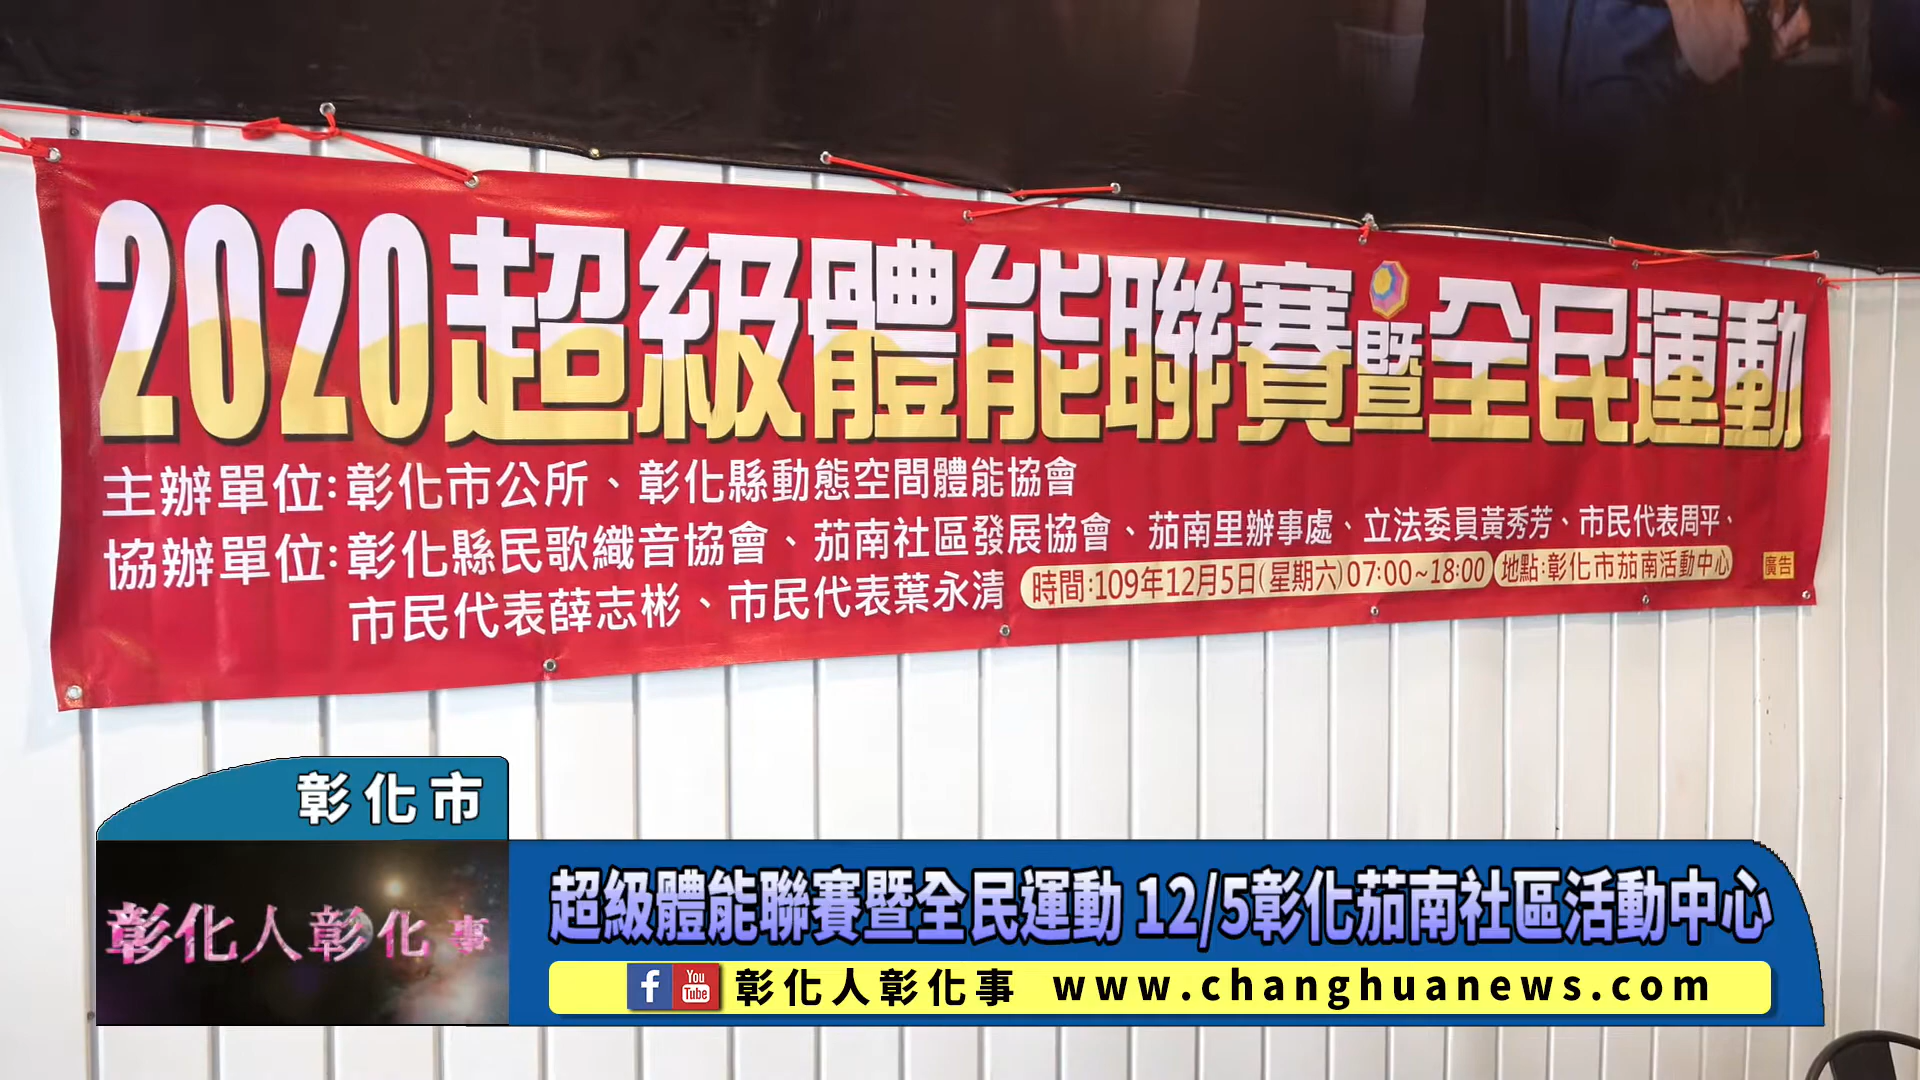 2020超級體能聯賽暨全民運動
主辦單位:彰化市公所、彰化縣動態空間體能協會
協辦單位:彰化縣民歌織音協會、茄南社區發展協會、茄南里辦事處、立法委員黃秀芳、市民代表周平、
市民代表薛志彬、市民代表葉永清
時間:109年12月5日(星期六)07:00~18:00
地點:彰化市茄南活動中心
廣告
彰化市
彰化人彰化事
超級體能聯賽暨全民運動 12/5彰化茄南社區活動中心
f You Tube 彰化人彰化事 www.changhuanews.com